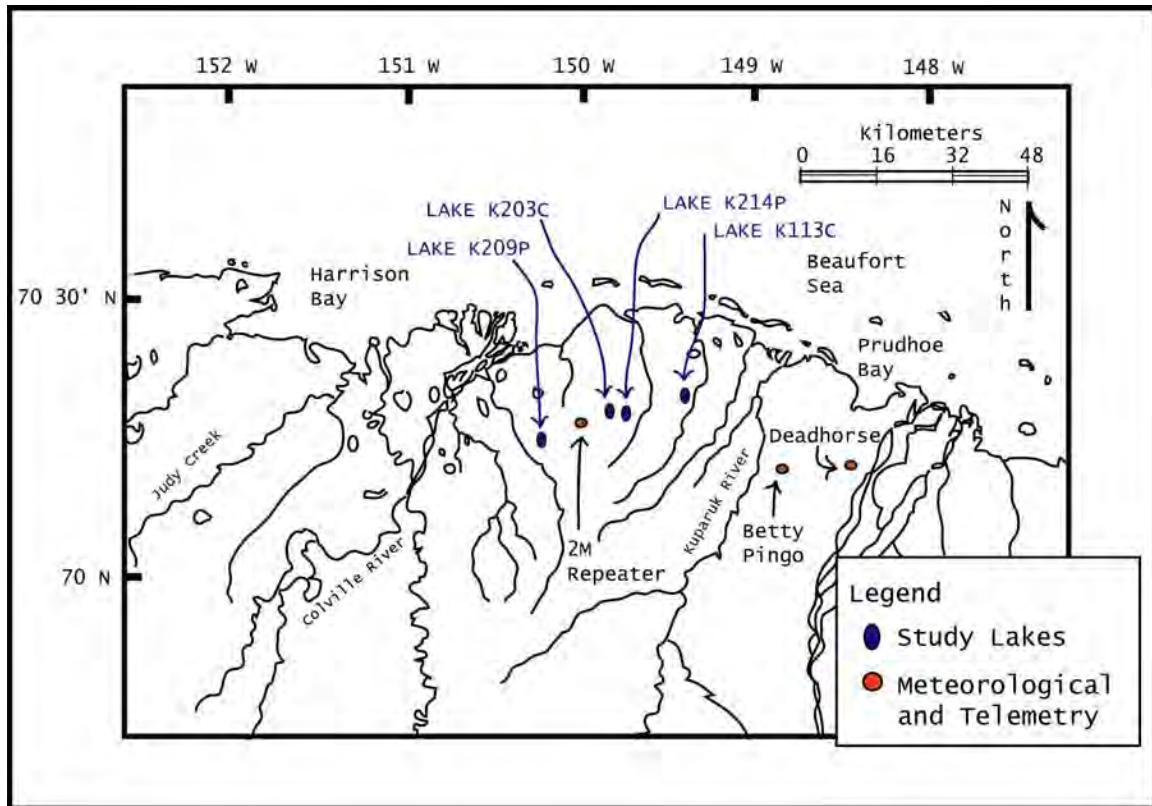 152 W
151 W
150 W
149 W
148 W
Kilometers
0 16 32 48
North
LAKE K203C
LAKE K214P
LAKE K209P
LAKE K113C
Harrison
Bay
Beaufort
Sea
70 30' N
Prudhoe
Bay
Deadhorse
Judy Creek
Kuparuk River
Betty
Pingo
2M
Repeater
70 N
Colville River
Legend
Study Lakes
Meteorological
and Telemetry